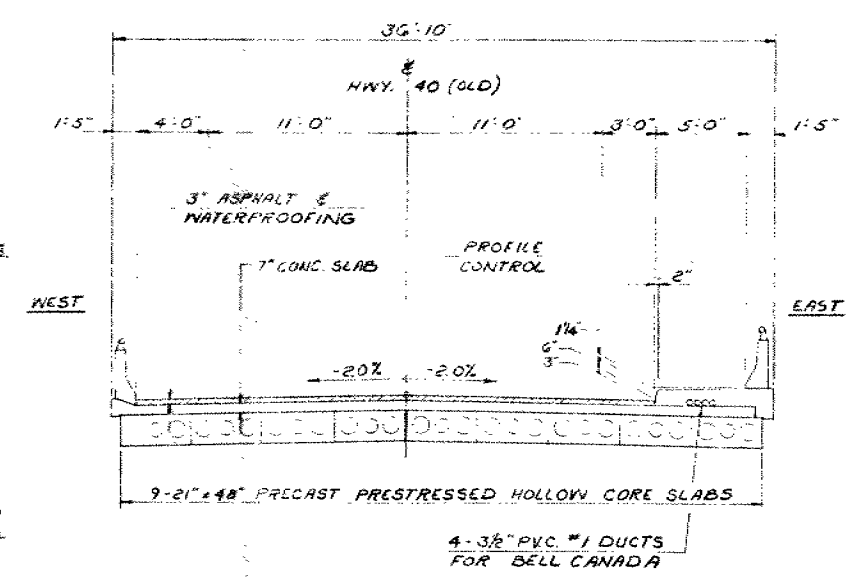 36'-10"
℄
HWY. 40 (OLD)
1'-5" 4'-0" 11'-0" 11'-0" 3'-0" 5'-0" 1'-5"
3" ASPHALT &
WATERPROOFING
PROFILE
CONTROL
7" CONC. SLAB
2"
WEST
EAST
1¼"
6"
3"
-2.0% -2.0%
9-21"x48" PRECAST PRESTRESSED HOLLOW CORE SLABS
4-3½" P.V.C. #1 DUCTS
FOR BELL CANADA